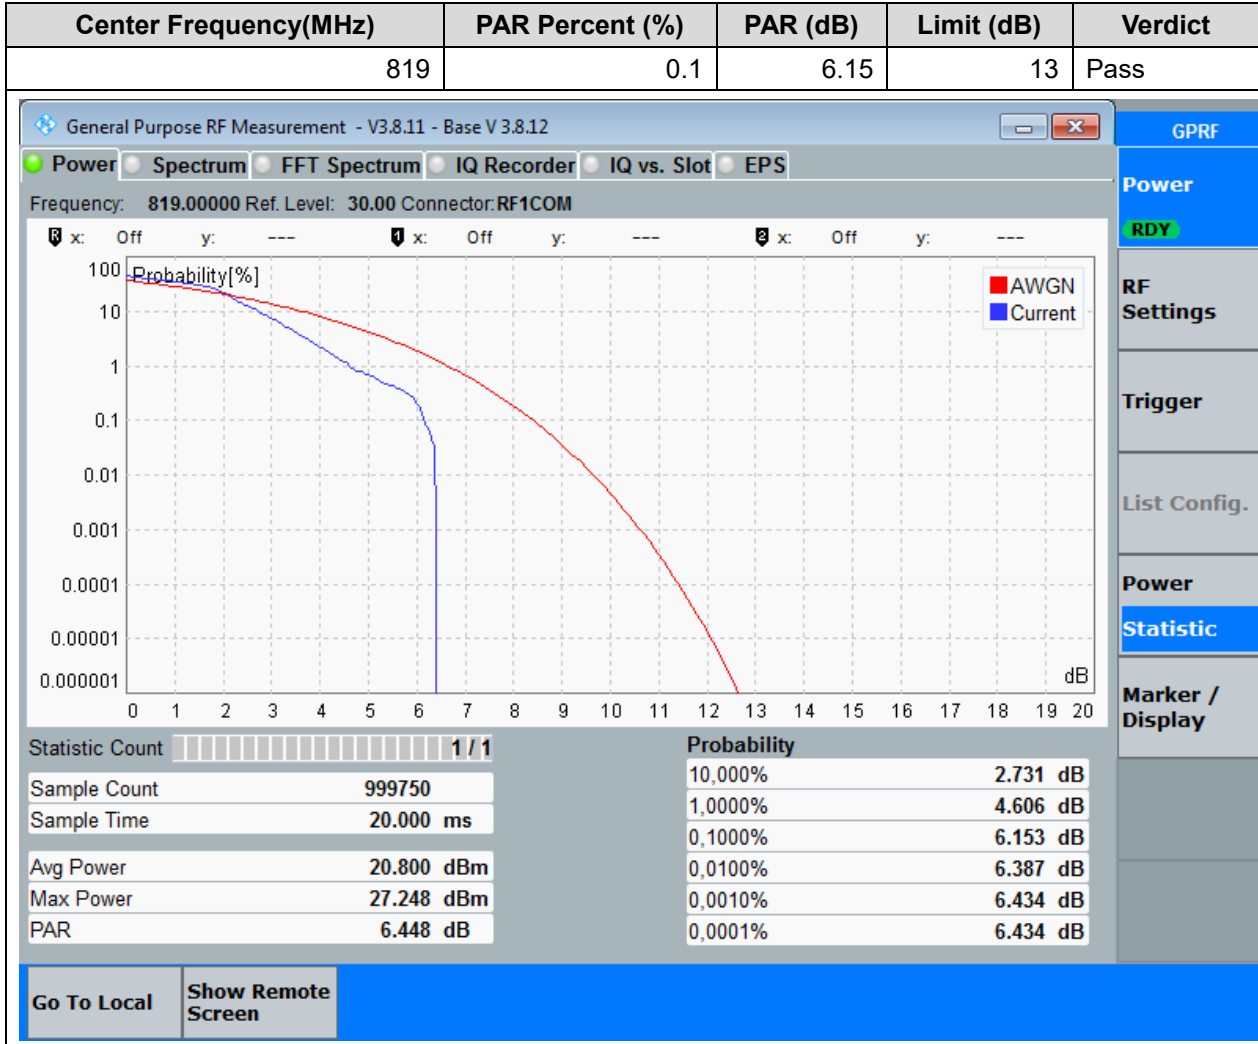 Center Frequency(MHz) PAR Percent (%) PAR (dB) Limit (dB) Verdict
819 0.1 6.15 13 Pass
General Purpose RF Measurement - V3.8.11 - Base V 3.8.12
GPRF
Power Spectrum FFT Spectrum IQ Recorder IQ vs. Slot EPS
Frequency: 819.00000 Ref. Level: 30.00 Connector:RF1COM
R x: Off y: --- 1 x: Off y: --- 2 x: Off y: ---
Probability[%]
AWGN
Current
100
10
1
0.1
0.01
0.001
0.0001
0.00001
0.000001
dB
0 1 2 3 4 5 6 7 8 9 10 11 12 13 14 15 16 17 18 19 20
Statistic Count 1 / 1
Sample Count 999750
Sample Time 20.000 ms
Avg Power 20.800 dBm
Max Power 27.248 dBm
PAR 6.448 dB
Probability
10,000% 2.731 dB
1,0000% 4.606 dB
0,1000% 6.153 dB
0,0100% 6.387 dB
0,0010% 6.434 dB
0,0001% 6.434 dB
Power
RDY
RF
Settings
Trigger
List Config.
Power
Statistic
Marker /
Display
Go To Local
Show Remote
Screen